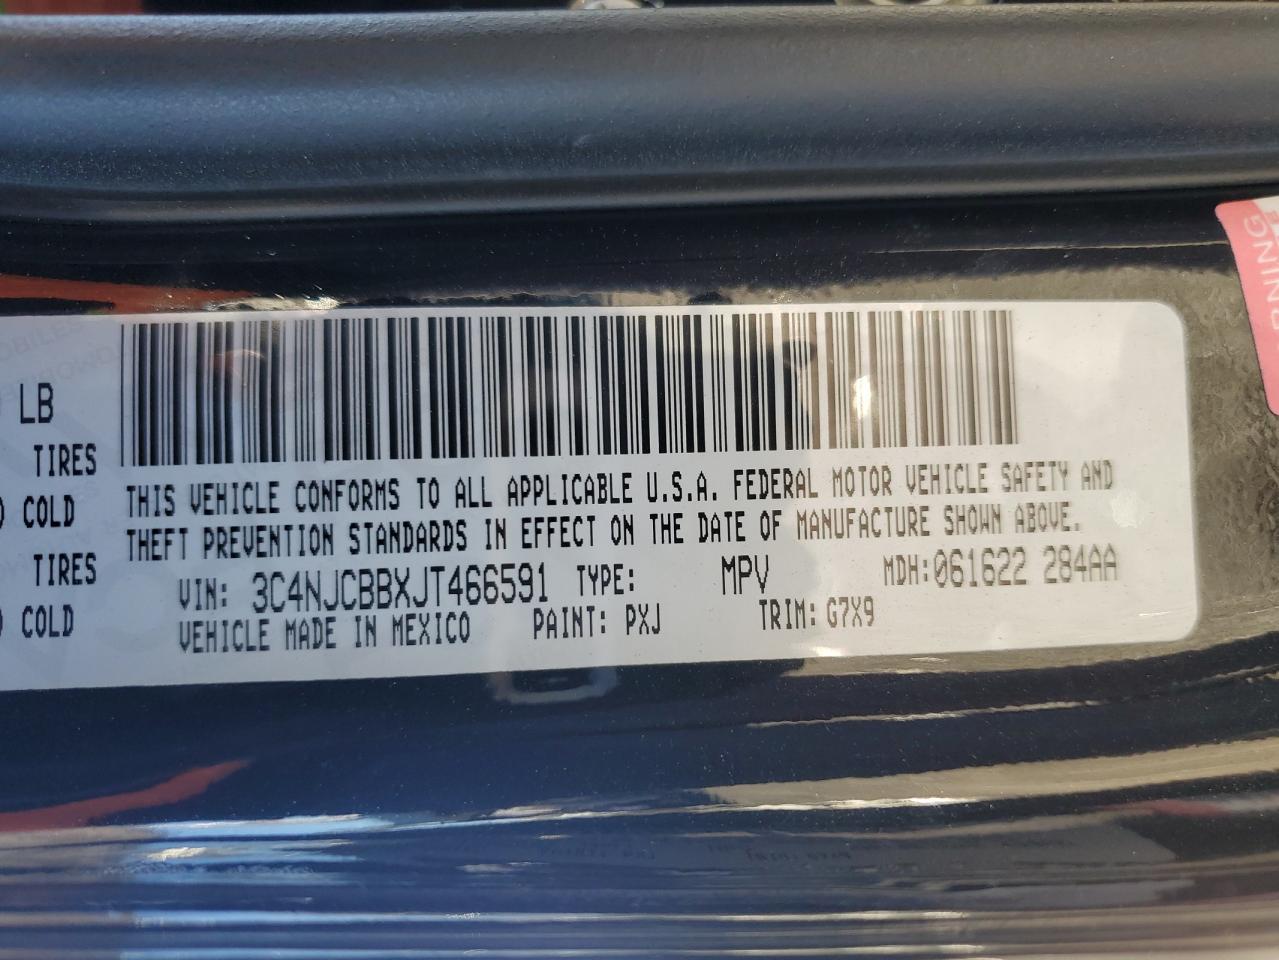 LB
TIRES
COLD
TIRES
COLD
THIS VEHICLE CONFORMS TO ALL APPLICABLE U.S.A. FEDERAL MOTOR VEHICLE SAFETY AND
THEFT PREVENTION STANDARDS IN EFFECT ON THE DATE OF MANUFACTURE SHOWN ABOVE.
VIN: 3C4NJCBBXJT466591 TYPE: MPV MDH:061622 284AA
VEHICLE MADE IN MEXICO PAINT: PXJ TRIM: G7X9